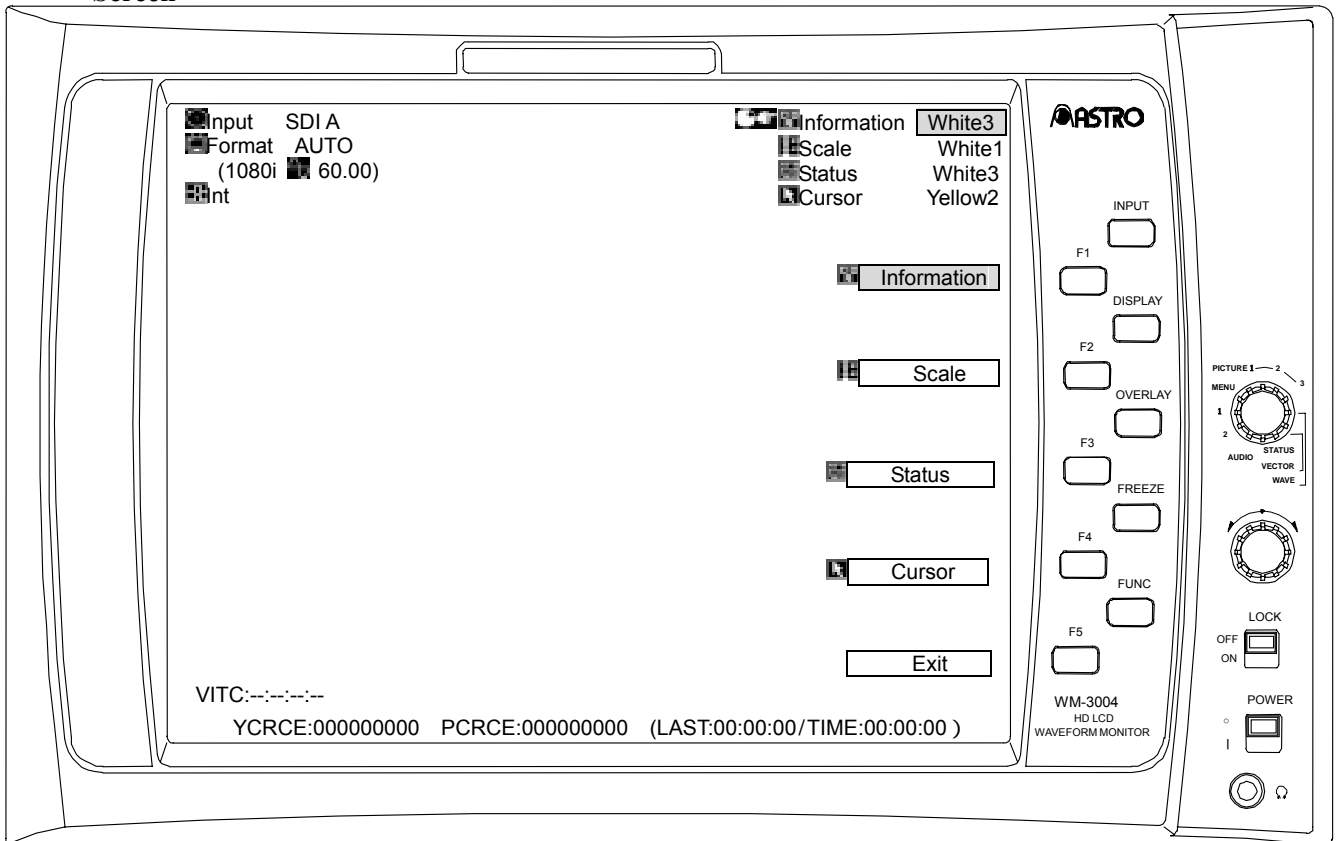 Screen
Input SDI A
Format AUTO
(1080i 60.00)
Int
Information White3
Scale White1
Status White3
Cursor Yellow2
Information
Scale
Status
Cursor
Exit
VITC:--:--:--:--
YCRCE:000000000 PCRCE:000000000 (LAST:00:00:00/TIME:00:00:00 )
ASTRO
INPUT
F1
DISPLAY
F2
OVERLAY
F3
FREEZE
F4
FUNC
F5
WM-3004
HD LCD
WAVEFORM MONITOR
PICTURE 1 2
3
MENU
1
2
AUDIO
STATUS
VECTOR
WAVE
LOCK
OFF
ON
POWER